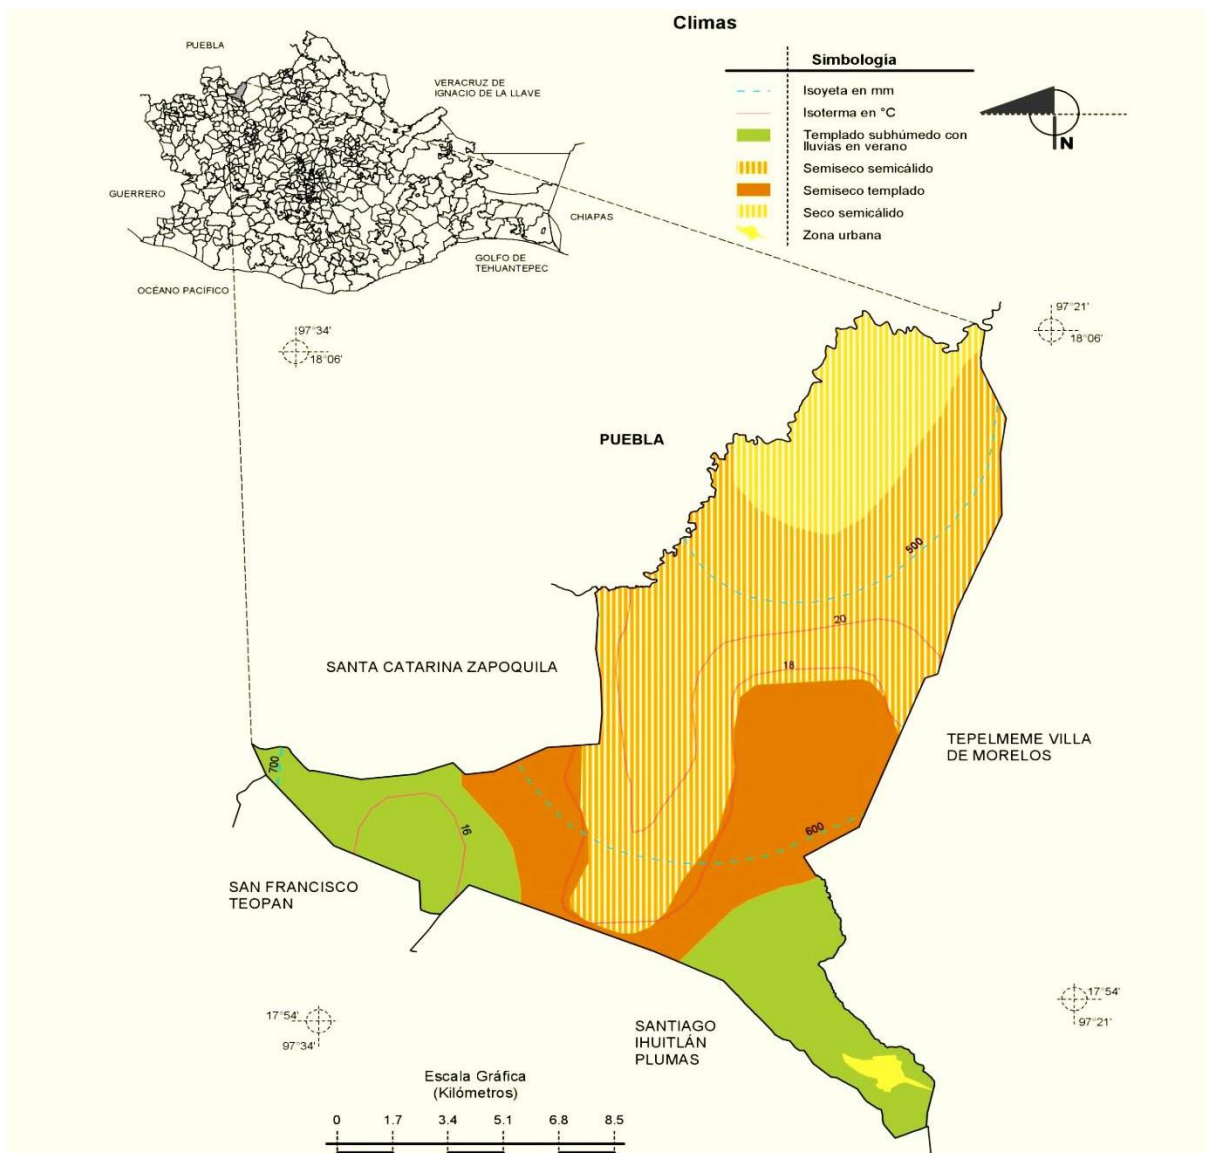 Climas
PUEBLA
VERACRUZ DE
IGNACIO DE LA LLAVE
GUERRERO
CHIAPAS
GOLFO DE
TEHUANTEPEC
OCÉANO PACÍFICO
Simbología
Isoyeta en mm
Isoterma en °C
Templado subhúmedo con
lluvias en verano
Semiseco semicálido
Semiseco templado
Seco semicálido
Zona urbana
N
97°34'
18°06'
97°21'
18°06'
PUEBLA
500
20
18
SANTA CATARINA ZAPOQUILA
TEPELMEME VILLA
DE MORELOS
700
16
600
SAN FRANCISCO
TEOPAN
17°54'
97°34'
17°54'
97°21'
SANTIAGO
IHUITLÁN
PLUMAS
Escala Gráfica
(Kilómetros)
0 1.7 3.4 5.1 6.8 8.5